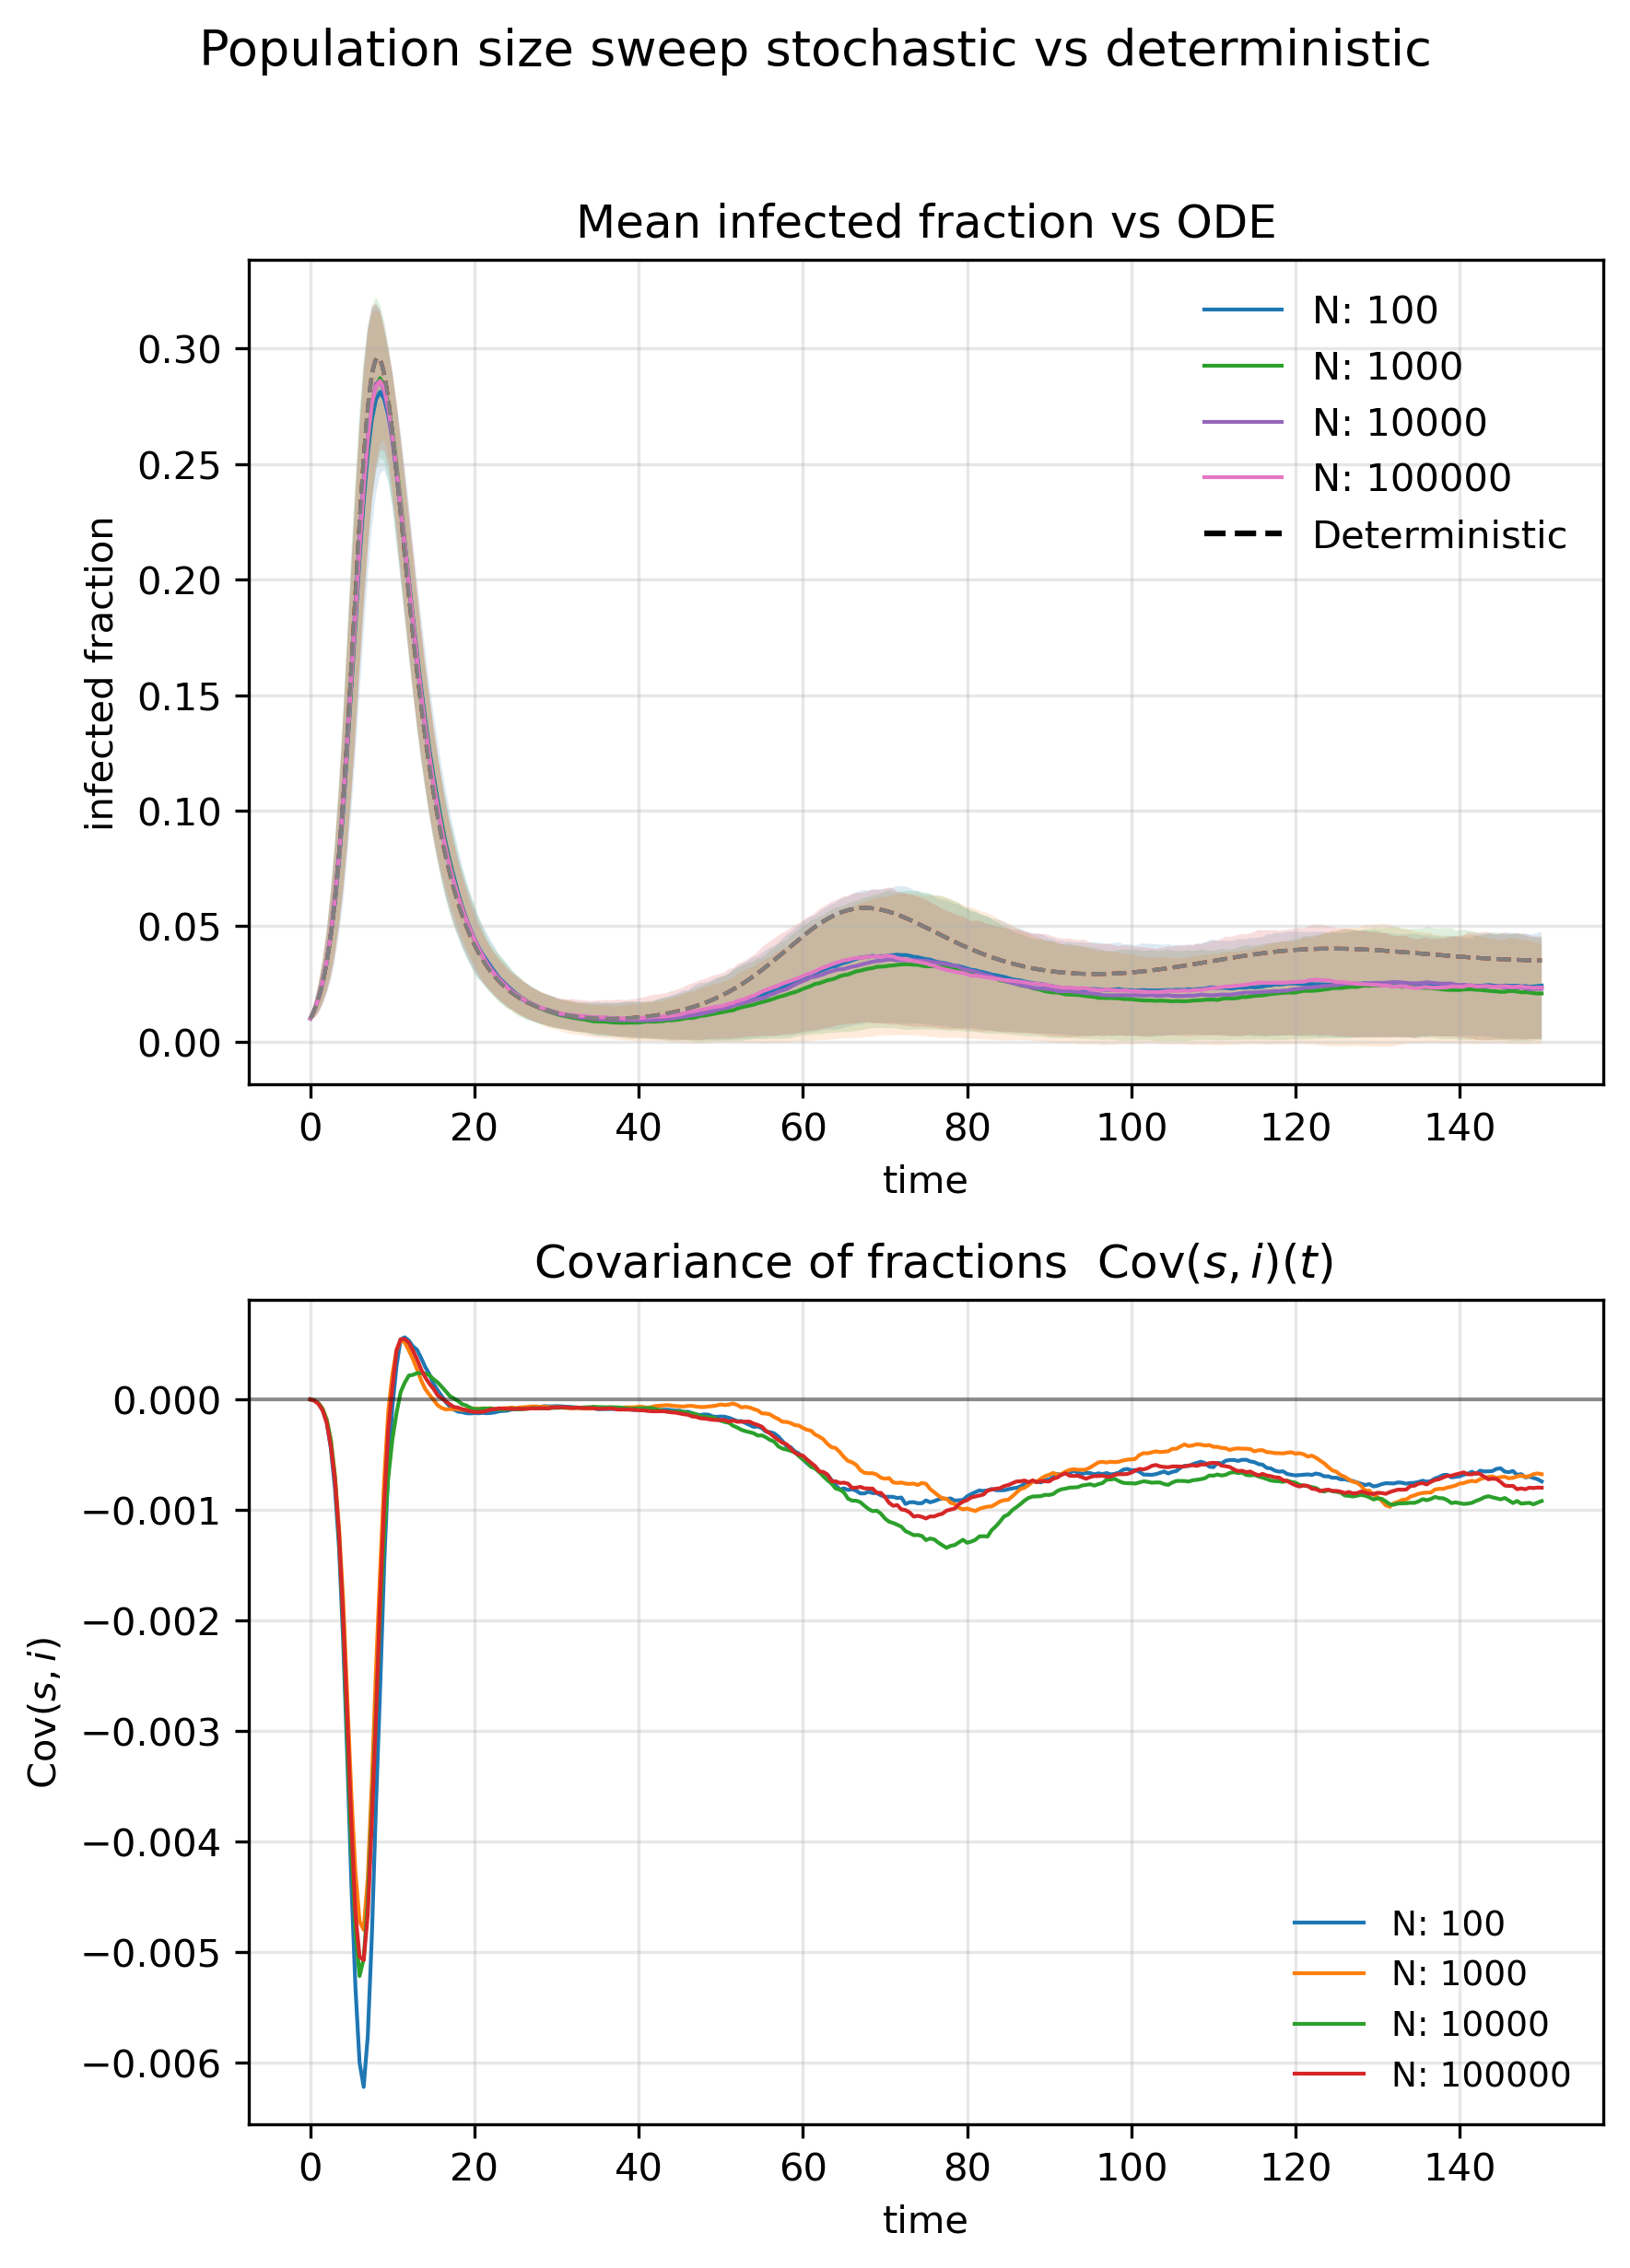 Population size sweep stochastic vs deterministic
Mean infected fraction vs ODE
N: 100
N: 1000
N: 10000
N: 100000
Deterministic
infected fraction
0.30
0.25
0.20
0.15
0.10
0.05
0.00
0 20 40 60 80 100 120 140
time
Covariance of fractions Cov(s, i)(t)
Cov(s, i)
0.000
−0.001
−0.002
−0.003
−0.004
−0.005
−0.006
N: 100
N: 1000
N: 10000
N: 100000
0 20 40 60 80 100 120 140
time